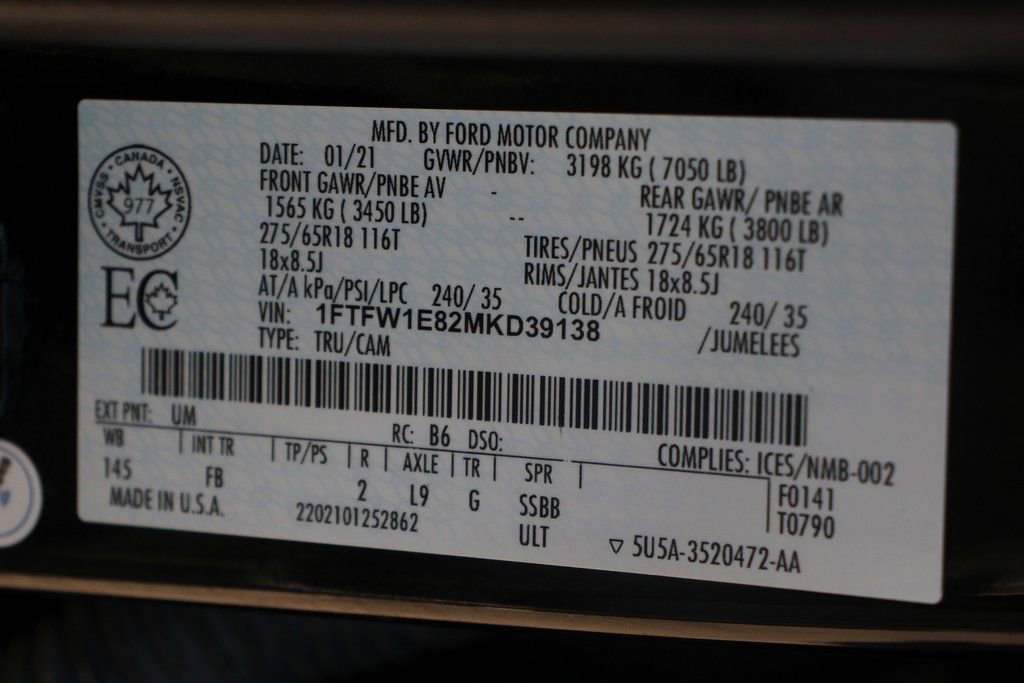 MFD. BY FORD MOTOR COMPANY
DATE: 01/21 GVWR/PNBV: 3198 KG ( 7050 LB)
FRONT GAWR/PNBE AV - REAR GAWR/ PNBE AR
1565 KG ( 3450 LB) -- 1724 KG ( 3800 LB)
275/65R18 116T TIRES/PNEUS 275/65R18 116T
18x8.5J RIMS/JANTES 18x8.5J
AT/A kPa/PSI/LPC 240/ 35 COLD/A FROID 240/ 35
VIN: 1FTFW1E82MKD39138 /JUMELEES
TYPE: TRU/CAM
CANADA
CMVSS NSVAC
977
TRANSPORT
EC
EXT PNT: UM RC: B6 DSO:
COMPLIES: ICES/NMB-002
WB INT TR TP/PS R AXLE TR SPR
145 FB 2 L9 G SSBB F0141
T0790
MADE IN U.S.A. 2202101252862 ULT ▽ 5U5A-3520472-AA